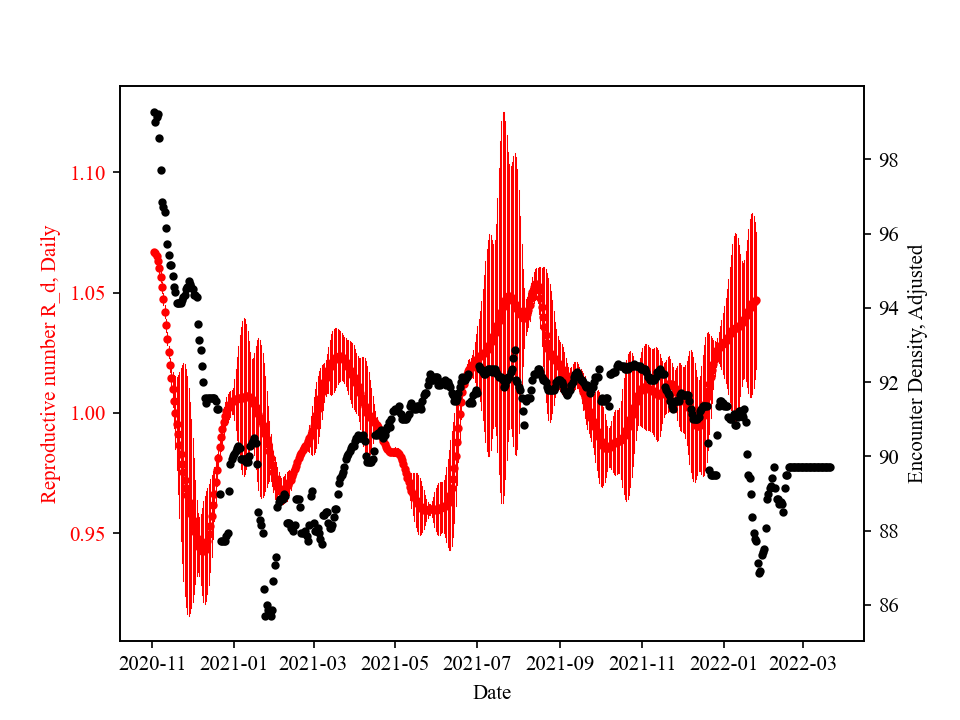 1.10
1.05
1.00
0.95
Reproductive number R_d, Daily
98
96
94
92
90
88
86
Encounter Density, Adjusted
2020-11 2021-01 2021-03 2021-05 2021-07 2021-09 2021-11 2022-01 2022-03
Date